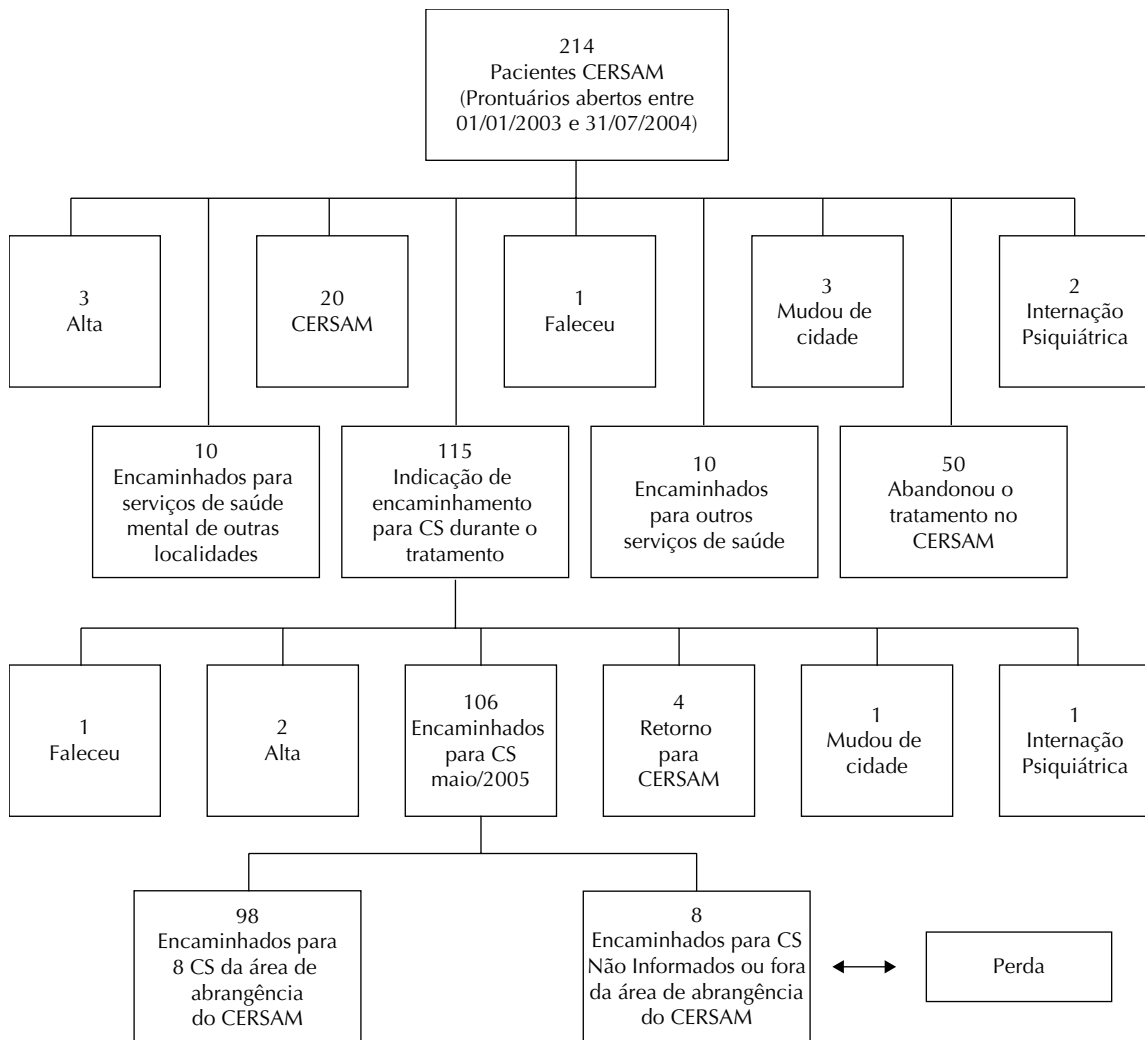 214
Pacientes CERSAM
(Prontuários abertos entre
01/01/2003 e 31/07/2004)
3
Alta
20
CERSAM
1
Faleceu
3
Mudou de
cidade
2
Internação
Psiquiátrica
10
Encaminhados para
serviços de saúde
mental de outras
localidades
115
Indicação de
encaminhamento
para CS durante o
tratamento
10
Encaminhados
para outros
serviços de saúde
50
Abandonou o
tratamento no
CERSAM
1
Faleceu
2
Alta
106
Encaminhados
para CS
maio/2005
4
Retorno
para
CERSAM
1
Mudou de
cidade
1
Internação
Psiquiátrica
98
Encaminhados para
8 CS da área de
abrangência
do CERSAM
8
Encaminhados para CS
Não Informados ou fora
da área de abrangência
do CERSAM
Perda